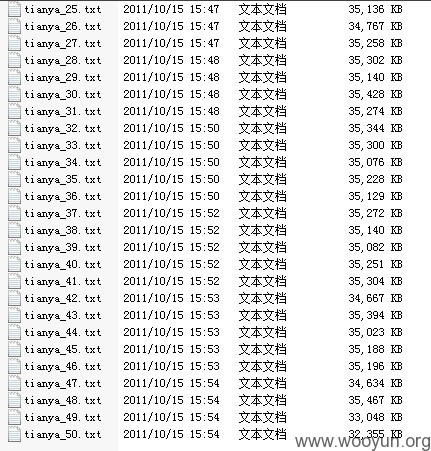 tianya_25.txt 2011/10/15 15:47 文本文档 35,136 KB
tianya_26.txt 2011/10/15 15:47 文本文档 34,767 KB
tianya_27.txt 2011/10/15 15:47 文本文档 35,258 KB
tianya_28.txt 2011/10/15 15:48 文本文档 35,302 KB
tianya_29.txt 2011/10/15 15:48 文本文档 35,140 KB
tianya_30.txt 2011/10/15 15:48 文本文档 35,428 KB
tianya_31.txt 2011/10/15 15:48 文本文档 35,274 KB
tianya_32.txt 2011/10/15 15:50 文本文档 35,344 KB
tianya_33.txt 2011/10/15 15:50 文本文档 35,300 KB
tianya_34.txt 2011/10/15 15:50 文本文档 35,076 KB
tianya_35.txt 2011/10/15 15:50 文本文档 35,228 KB
tianya_36.txt 2011/10/15 15:50 文本文档 35,129 KB
tianya_37.txt 2011/10/15 15:52 文本文档 35,272 KB
tianya_38.txt 2011/10/15 15:52 文本文档 35,140 KB
tianya_39.txt 2011/10/15 15:52 文本文档 35,082 KB
tianya_40.txt 2011/10/15 15:52 文本文档 35,251 KB
tianya_41.txt 2011/10/15 15:52 文本文档 35,304 KB
tianya_42.txt 2011/10/15 15:53 文本文档 34,667 KB
tianya_43.txt 2011/10/15 15:53 文本文档 35,394 KB
tianya_44.txt 2011/10/15 15:53 文本文档 35,023 KB
tianya_45.txt 2011/10/15 15:53 文本文档 35,188 KB
tianya_46.txt 2011/10/15 15:53 文本文档 35,196 KB
tianya_47.txt 2011/10/15 15:54 文本文档 34,634 KB
tianya_48.txt 2011/10/15 15:54 文本文档 35,467 KB
tianya_49.txt 2011/10/15 15:54 文本文档 33,048 KB
tianya_50.txt 2011/10/15 15:54 文本文档 32,355 KB
www.wooyun.org